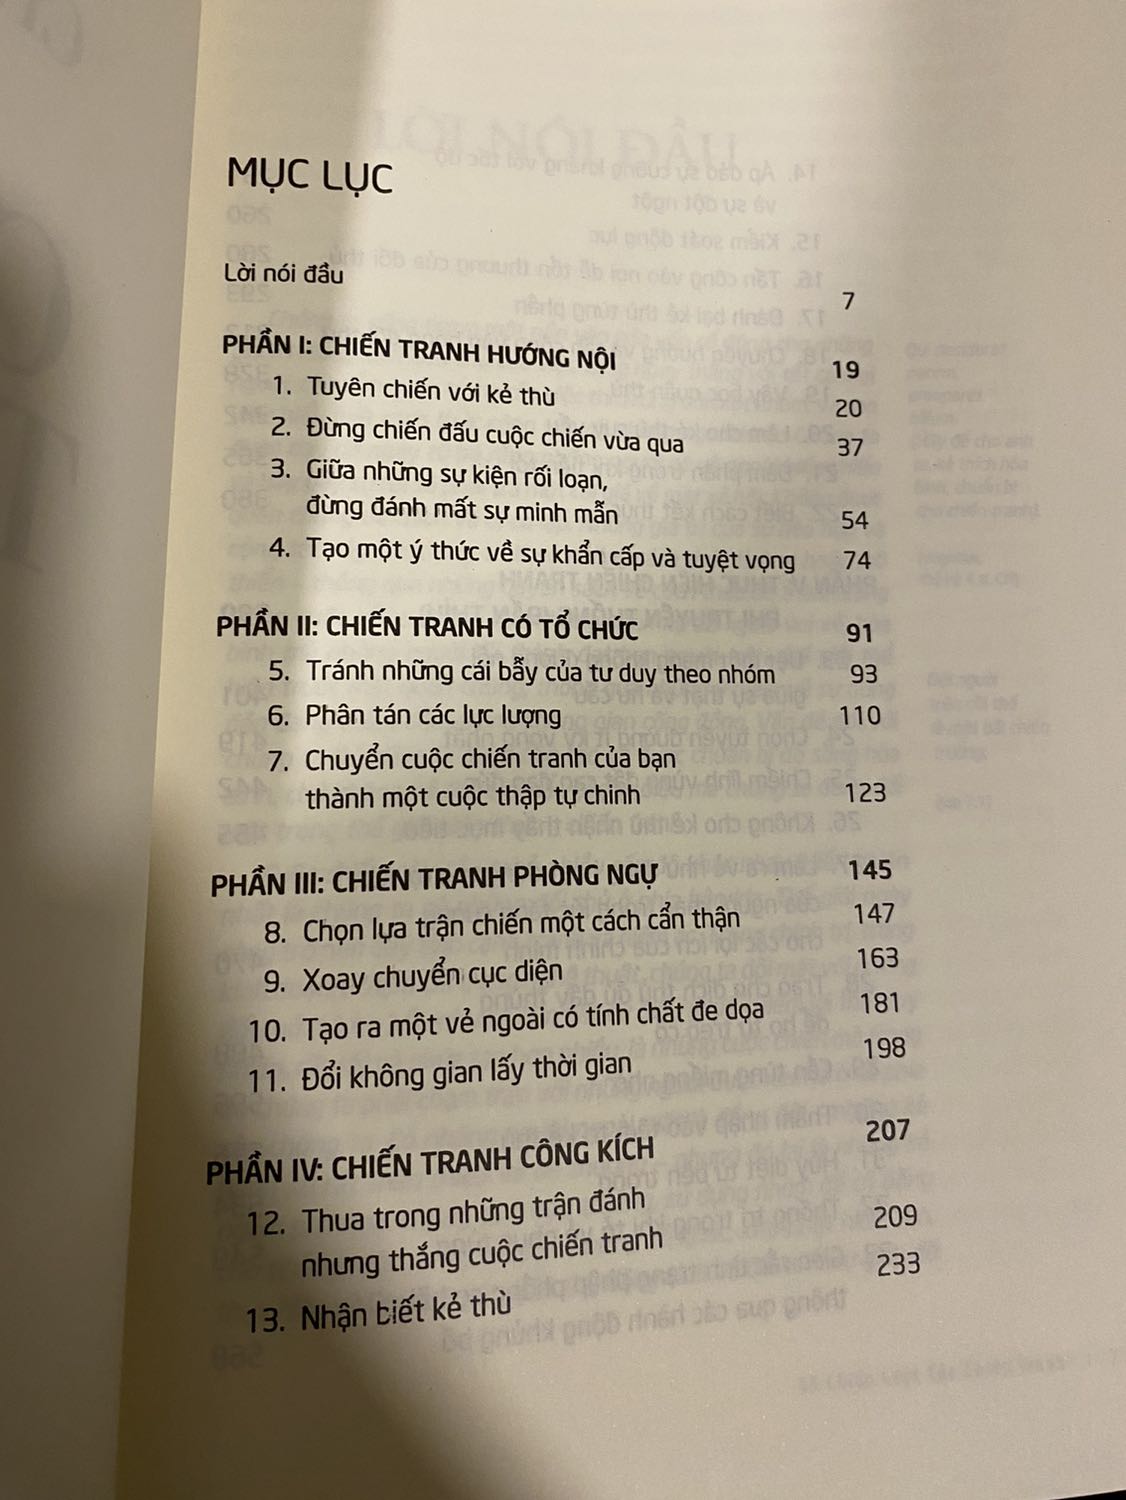 MỤC LỤC
Lời nói đầu 7
PHẦN I: CHIẾN TRANH HƯỚNG NỘI 19
1. Tuyên chiến với kẻ thù 20
2. Đừng chiến đấu cuộc chiến vừa qua 37
3. Giữa những sự kiện rối loạn,
đừng đánh mất sự minh mẫn 54
4. Tạo một ý thức về sự khẩn cấp và tuyệt vọng 74
PHẦN II: CHIẾN TRANH CÓ TỔ CHỨC 91
5. Tránh những cái bẫy của tư duy theo nhóm 93
6. Phân tán các lực lượng 110
7. Chuyển cuộc chiến tranh của bạn
thành một cuộc thập tự chinh 123
PHẦN III: CHIẾN TRANH PHÒNG NGỰ 145
8. Chọn lựa trận chiến một cách cẩn thận 147
9. Xoay chuyển cục diện 163
10. Tạo ra một vẻ ngoài có tính chất đe dọa 181
11. Đổi không gian lấy thời gian 198
PHẦN IV: CHIẾN TRANH CÔNG KÍCH 207
12. Thua trong những trận đánh
nhưng thắng cuộc chiến tranh 209
13. Nhận biết kẻ thù 233